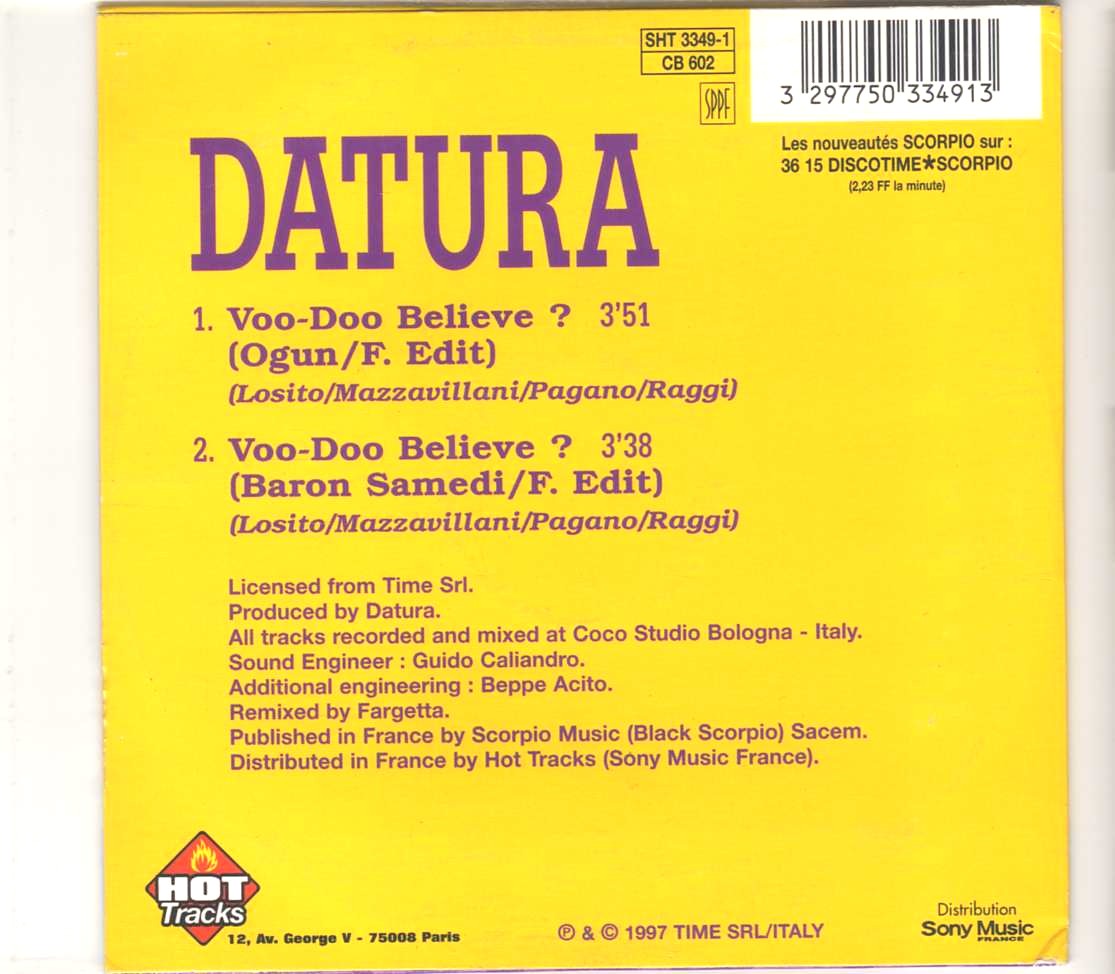 SHT 3349-1
CB 602
SPPF
3 297750 334913
Les nouveautés SCORPIO sur :
36 15 DISCOTIME*SCORPIO
(2,23 FF la minute)
DATURA
1. Voo-Doo Believe ? 3'51
(Ogun/F. Edit)
(Losito/Mazzavillani/Pagano/Raggi)
2. Voo-Doo Believe ? 3'38
(Baron Samedi/F. Edit)
(Losito/Mazzavillani/Pagano/Raggi)
Licensed from Time Srl.
Produced by Datura.
All tracks recorded and mixed at Coco Studio Bologna - Italy.
Sound Engineer : Guido Caliandro.
Additional engineering : Beppe Acito.
Remixed by Fargetta.
Published in France by Scorpio Music (Black Scorpio) Sacem.
Distributed in France by Hot Tracks (Sony Music France).
HOT
Tracks
12, Av. George V - 75008 Paris
℗ & © 1997 TIME SRL/ITALY
Distribution
Sony Music
FRANCE